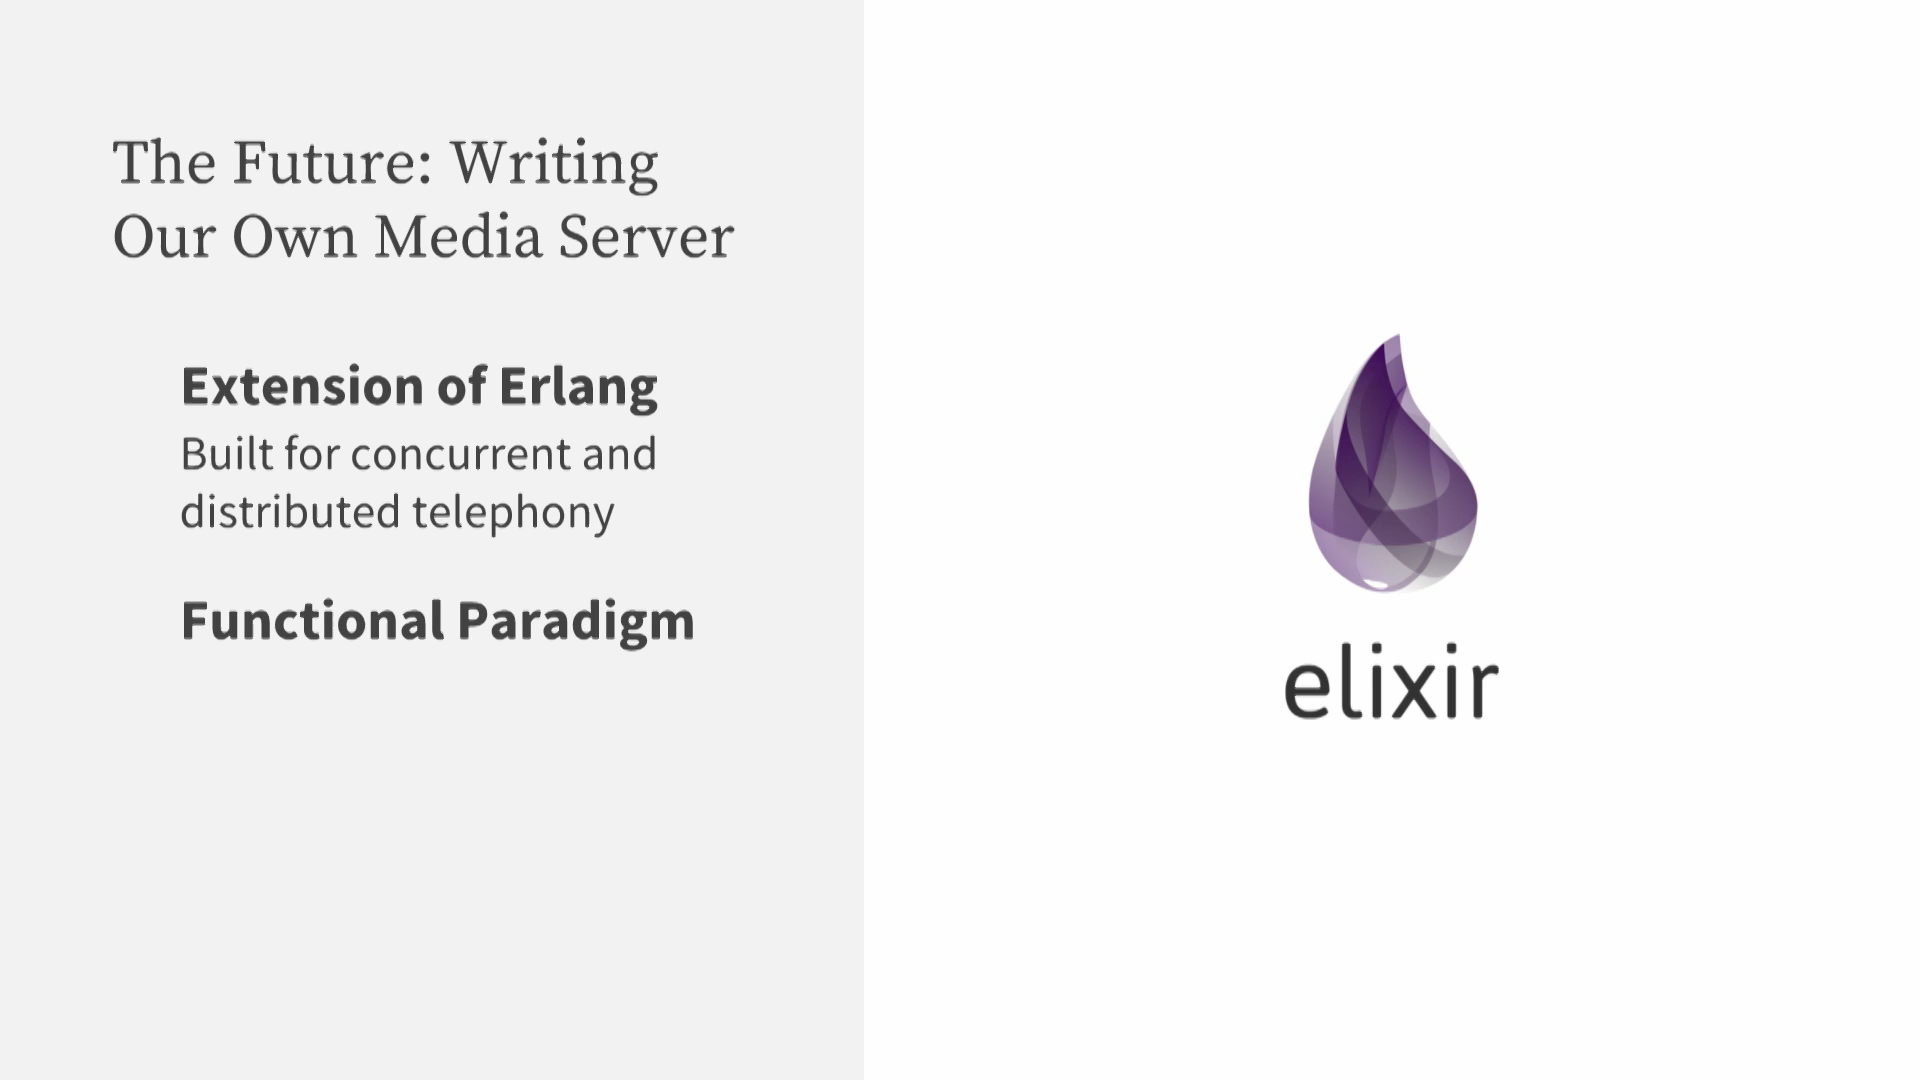 The Future: Writing
Our Own Media Server
Extension of Erlang
Built for concurrent and
distributed telephony
Functional Paradigm
elixir